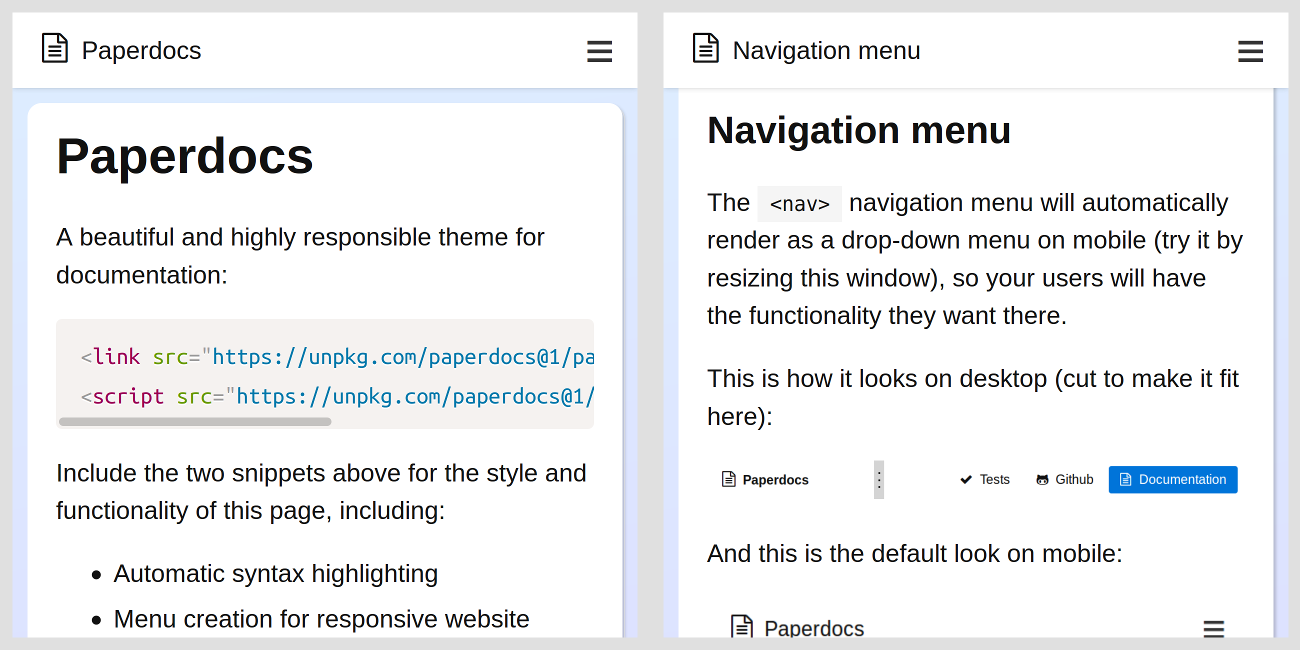 Paperdocs
Paperdocs
A beautiful and highly responsible theme for
documentation:
<link src="https://unpkg.com/paperdocs@1/pa
<script src="https://unpkg.com/paperdocs@1/
Include the two snippets above for the style and
functionality of this page, including:
Automatic syntax highlighting
Menu creation for responsive website
Navigation menu
Navigation menu
The <nav> navigation menu will automatically
render as a drop-down menu on mobile (try it by
resizing this window), so your users will have
the functionality they want there.
This is how it looks on desktop (cut to make it fit
here):
Paperdocs Tests Github Documentation
And this is the default look on mobile:
Paperdocs